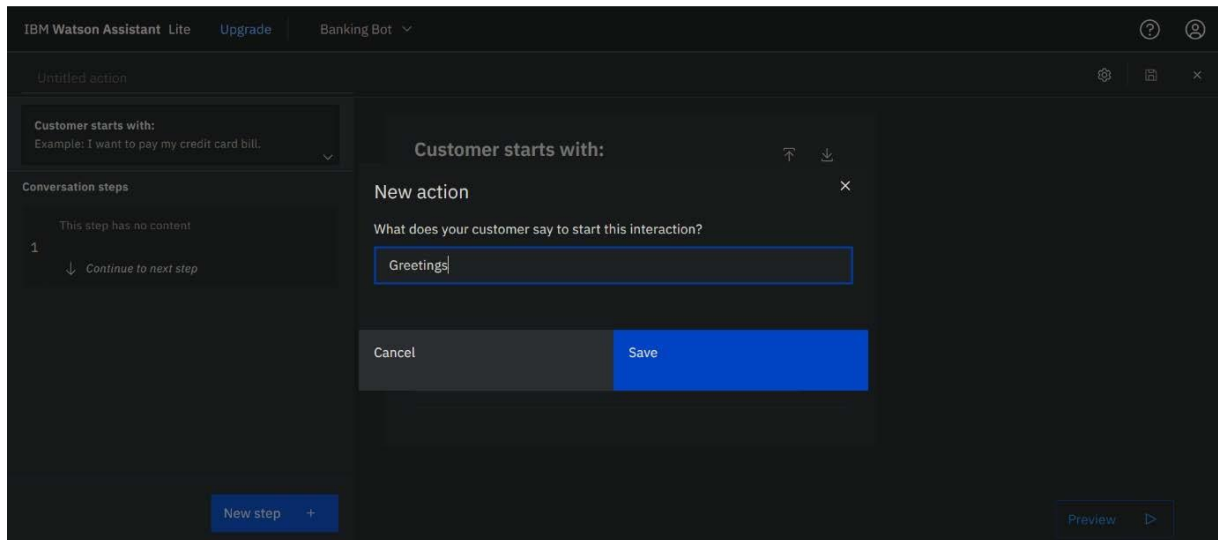 IBM Watson Assistant Lite Upgrade Banking Bot
Untitled action
Customer starts with:
Example: I want to pay my credit card bill.
Conversation steps
This step has no content
1
Continue to next step
New step +
Customer starts with:
New action
What does your customer say to start this interaction?
Greetings
Cancel
Save
Preview